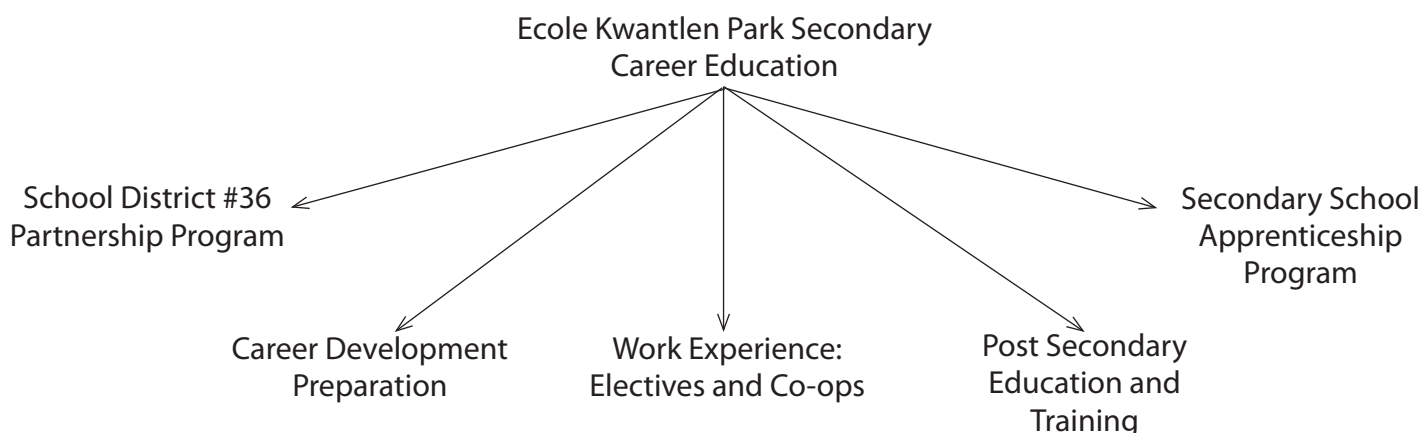 Ecole Kwantlen Park Secondary
Career Education
School District #36
Partnership Program
Secondary School
Apprenticeship
Program
Career Development
Preparation
Work Experience:
Electives and Co-ops
Post Secondary
Education and
Training